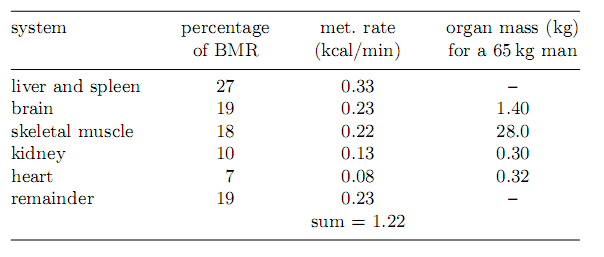 system percentage met. rate organ mass (kg)
of BMR (kcal/min) for a 65 kg man
liver and spleen 27 0.33 –
brain 19 0.23 1.40
skeletal muscle 18 0.22 28.0
kidney 10 0.13 0.30
heart 7 0.08 0.32
remainder 19 0.23 –
sum = 1.22